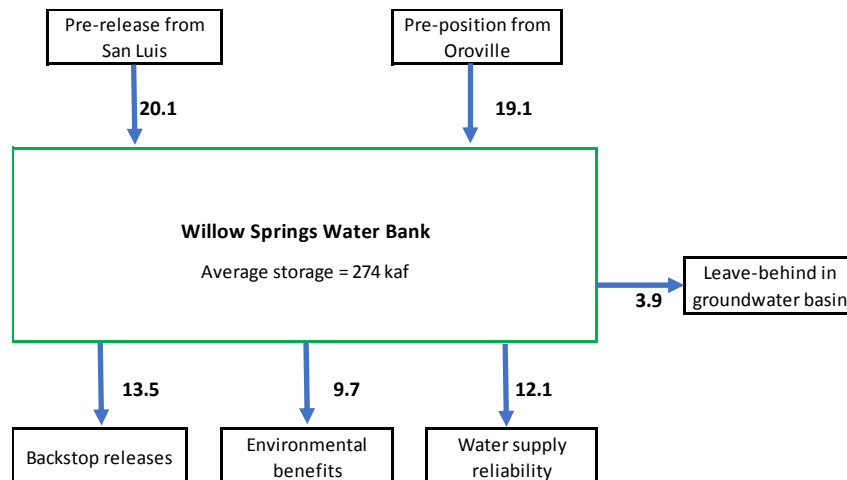 Pre-release from
San Luis
Pre-position from
Oroville
20.1
19.1
Willow Springs Water Bank
Average storage = 274 kaf
Leave-behind in
groundwater basin
3.9
13.5
9.7
12.1
Backstop releases
Environmental
benefits
Water supply
reliability